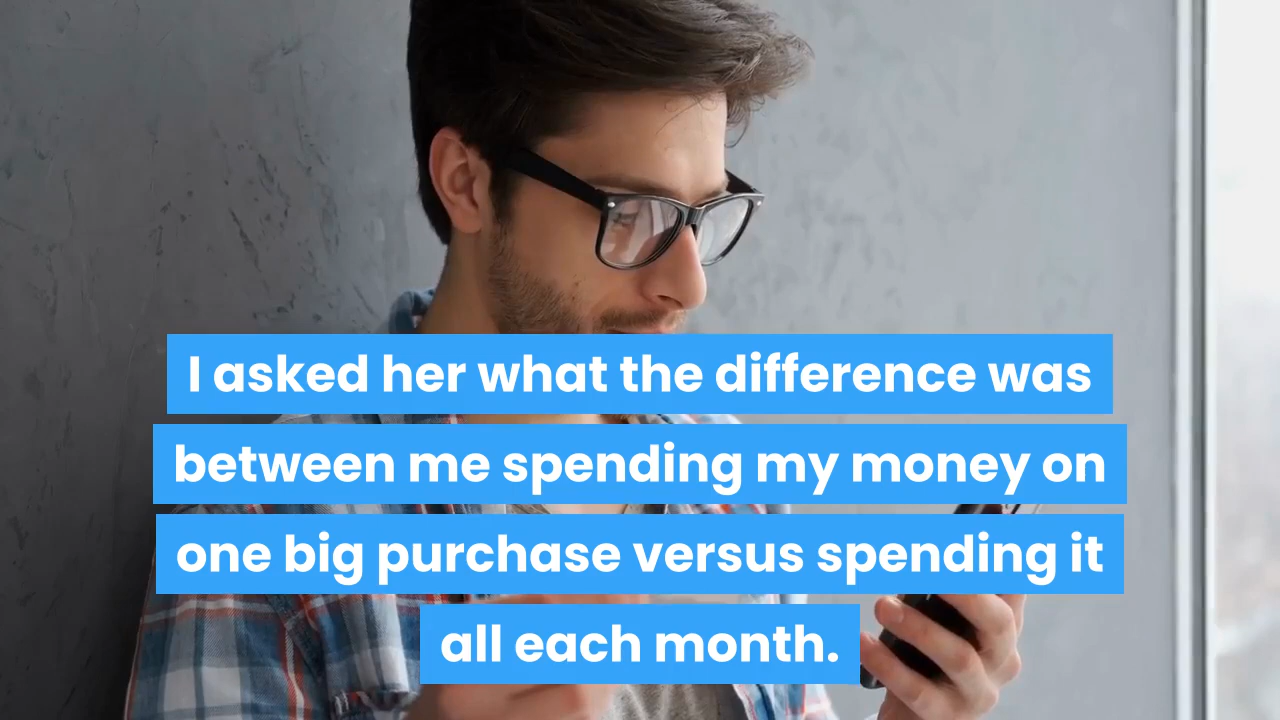 I asked her what the difference was
between me spending my money on
one big purchase versus spending it
all each month.